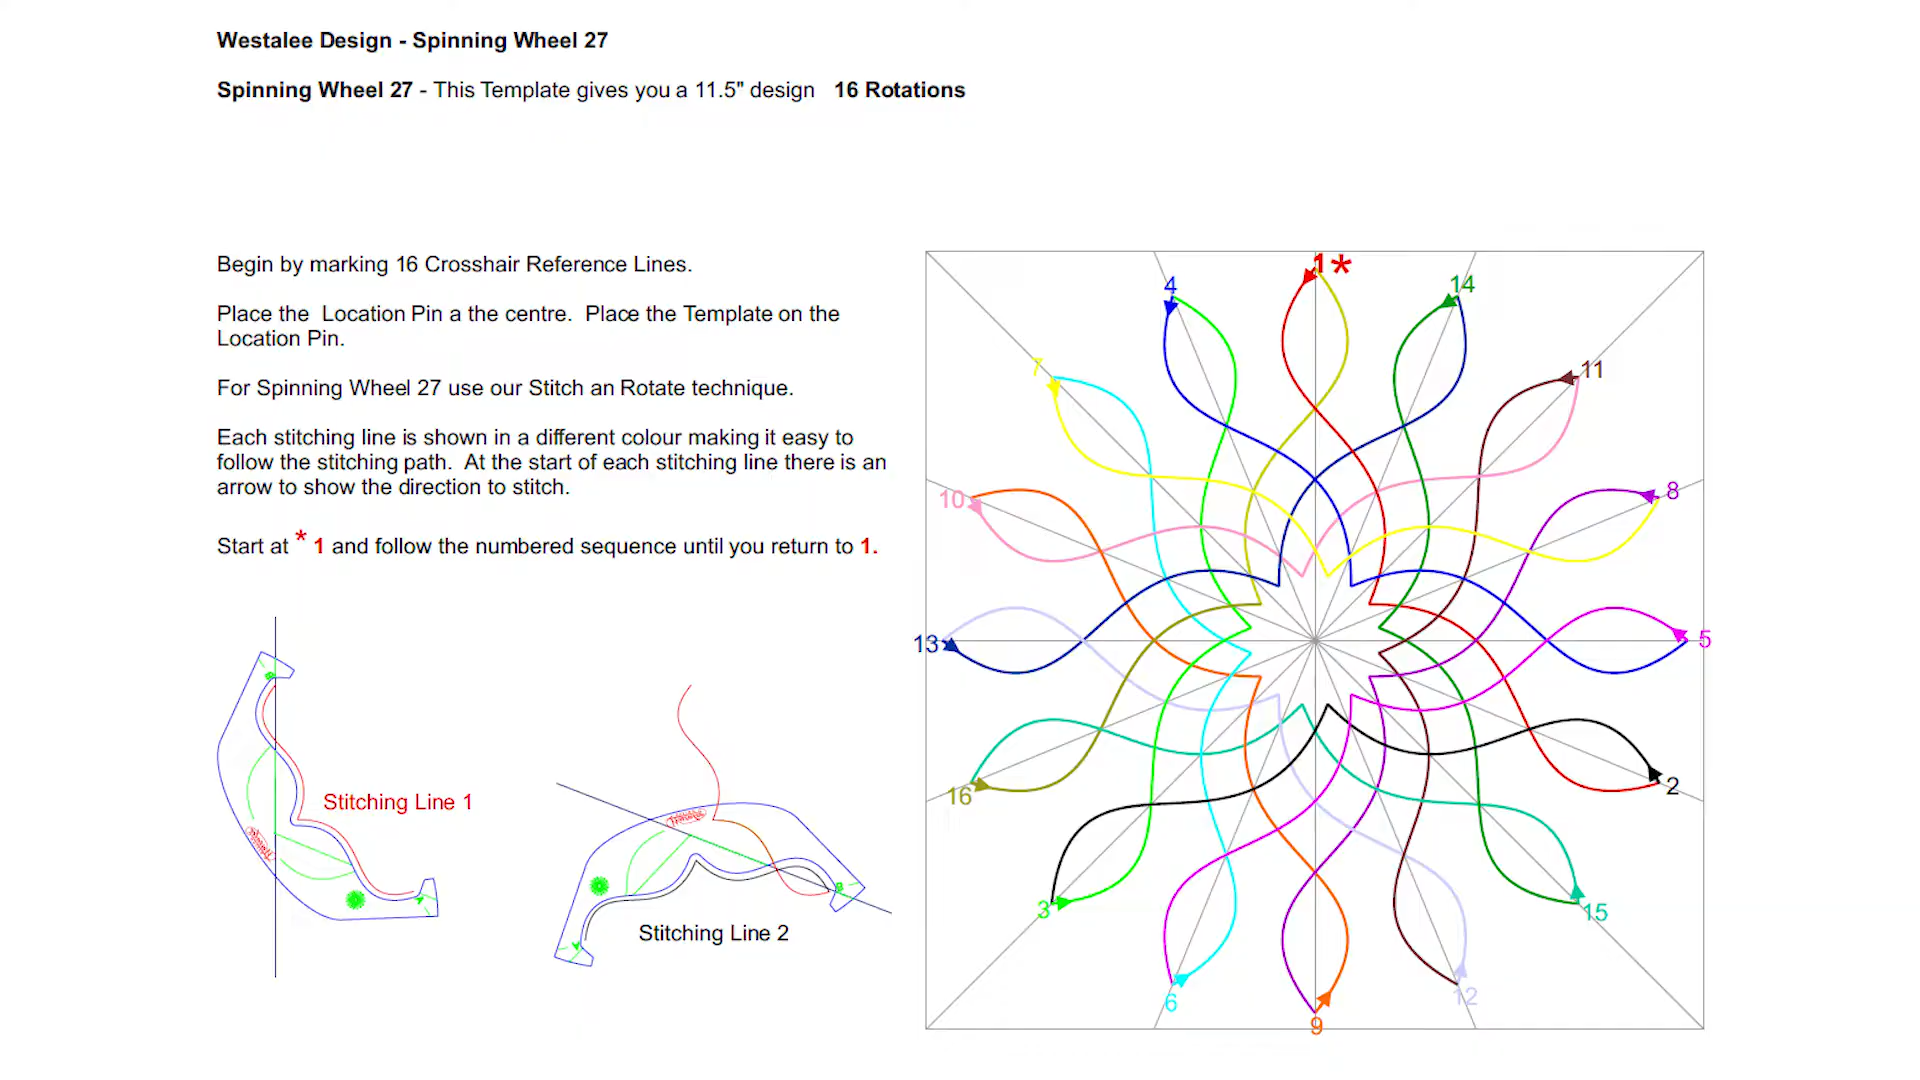 Westalee Design - Spinning Wheel 27
Spinning Wheel 27 - This Template gives you a 11.5" design 16 Rotations
Begin by marking 16 Crosshair Reference Lines.
Place the Location Pin a the centre. Place the Template on the
Location Pin.
For Spinning Wheel 27 use our Stitch an Rotate technique.
Each stitching line is shown in a different colour making it easy to
follow the stitching path. At the start of each stitching line there is an
arrow to show the direction to stitch.
Start at * 1 and follow the numbered sequence until you return to 1.
Stitching Line 1
Stitching Line 2
1*
4
14
7
11
10
8
13
5
16
2
3
15
6
12
9